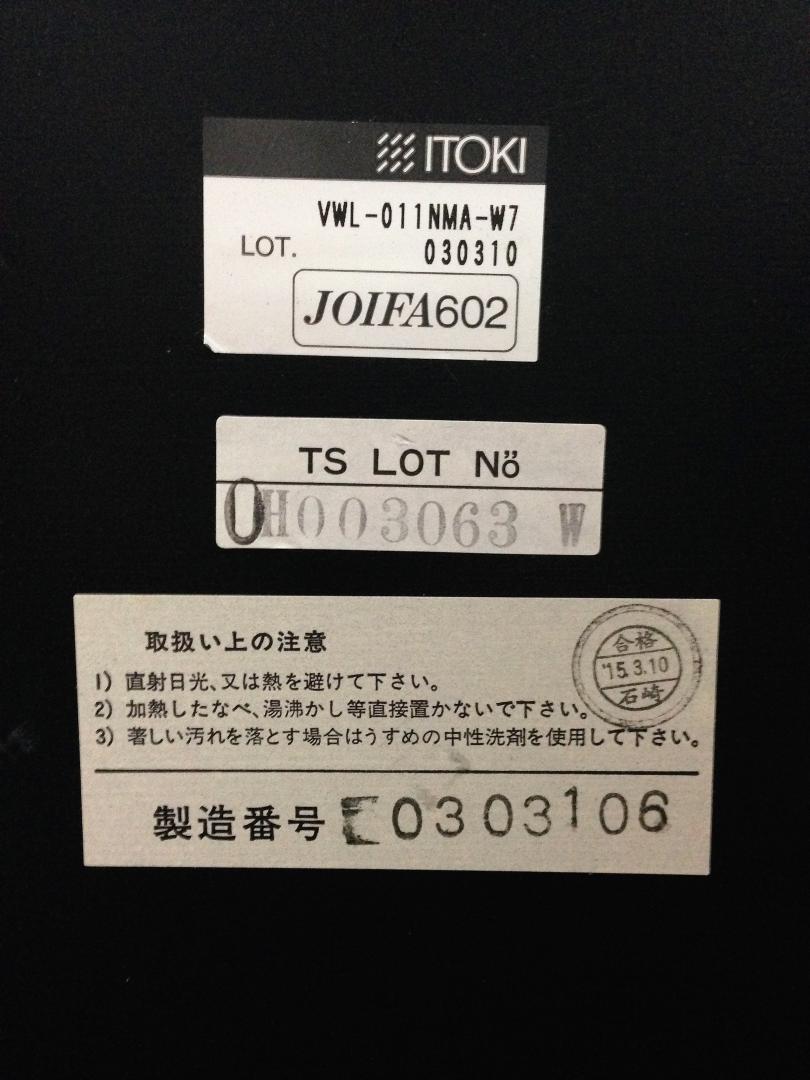 ITOKI
VWL-011NMA-W7
LOT. 030310
JOIFA602
TS LOT No
0H003063 W
取扱い上の注意
合格
'15.3.10
石崎
1) 直射日光、又は熱を避けて下さい。
2) 加熱したなべ、湯沸かし等直接置かないで下さい。
3) 著しい汚れを落とす場合はうすめの中性洗剤を使用して下さい。
製造番号 E0303106